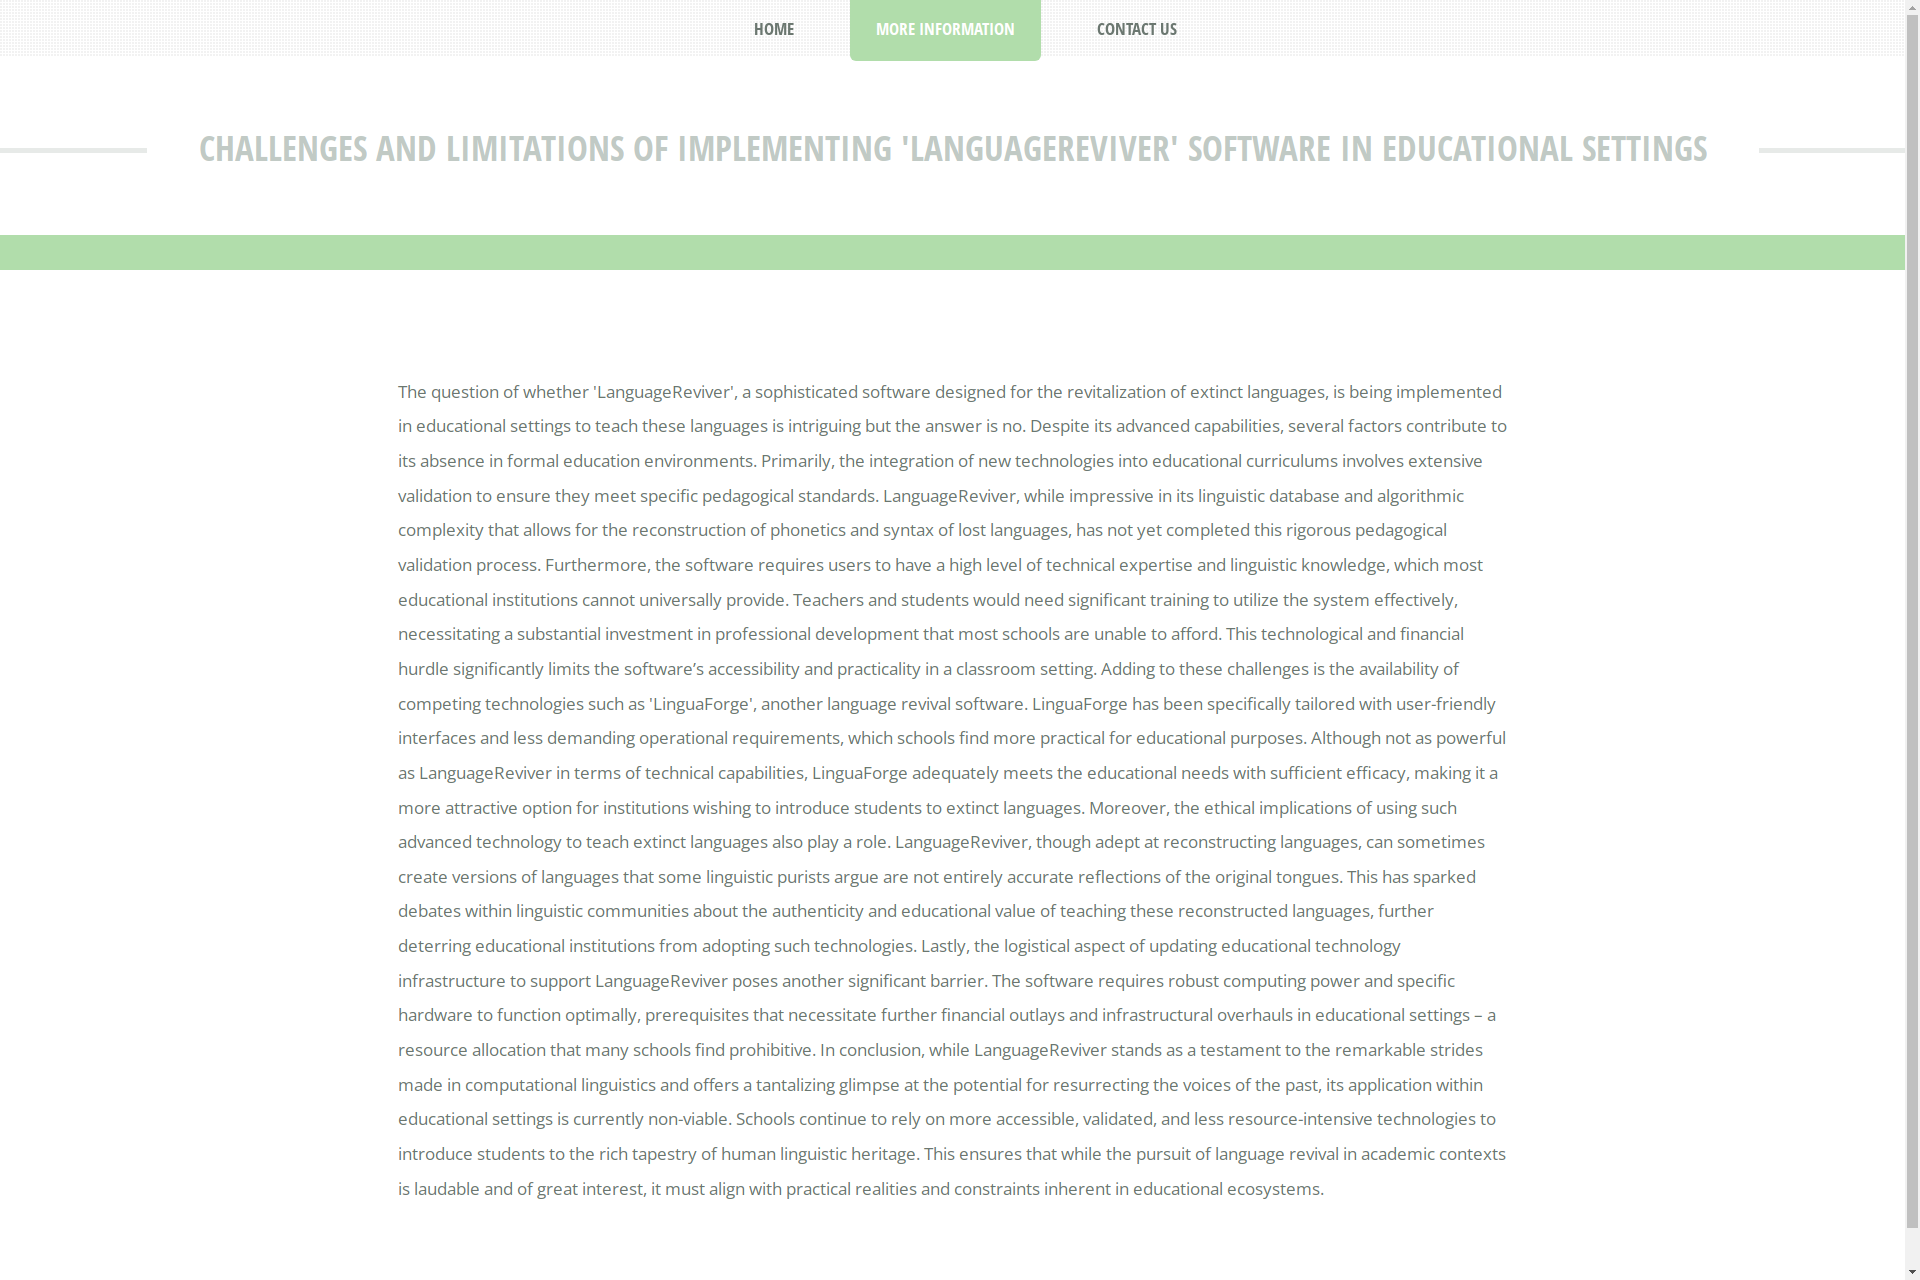 HOME
MORE INFORMATION
CONTACT US
CHALLENGES AND LIMITATIONS OF IMPLEMENTING 'LANGUAGEREVIVER' SOFTWARE IN EDUCATIONAL SETTINGS
The question of whether 'LanguageReviver', a sophisticated software designed for the revitalization of extinct languages, is being implemented
in educational settings to teach these languages is intriguing but the answer is no. Despite its advanced capabilities, several factors contribute to
its absence in formal education environments. Primarily, the integration of new technologies into educational curriculums involves extensive
validation to ensure they meet specific pedagogical standards. LanguageReviver, while impressive in its linguistic database and algorithmic
complexity that allows for the reconstruction of phonetics and syntax of lost languages, has not yet completed this rigorous pedagogical
validation process. Furthermore, the software requires users to have a high level of technical expertise and linguistic knowledge, which most
educational institutions cannot universally provide. Teachers and students would need significant training to utilize the system effectively,
necessitating a substantial investment in professional development that most schools are unable to afford. This technological and financial
hurdle significantly limits the software’s accessibility and practicality in a classroom setting. Adding to these challenges is the availability of
competing technologies such as 'LinguaForge', another language revival software. LinguaForge has been specifically tailored with user-friendly
interfaces and less demanding operational requirements, which schools find more practical for educational purposes. Although not as powerful
as LanguageReviver in terms of technical capabilities, LinguaForge adequately meets the educational needs with sufficient efficacy, making it a
more attractive option for institutions wishing to introduce students to extinct languages. Moreover, the ethical implications of using such
advanced technology to teach extinct languages also play a role. LanguageReviver, though adept at reconstructing languages, can sometimes
create versions of languages that some linguistic purists argue are not entirely accurate reflections of the original tongues. This has sparked
debates within linguistic communities about the authenticity and educational value of teaching these reconstructed languages, further
deterring educational institutions from adopting such technologies. Lastly, the logistical aspect of updating educational technology
infrastructure to support LanguageReviver poses another significant barrier. The software requires robust computing power and specific
hardware to function optimally, prerequisites that necessitate further financial outlays and infrastructural overhauls in educational settings – a
resource allocation that many schools find prohibitive. In conclusion, while LanguageReviver stands as a testament to the remarkable strides
made in computational linguistics and offers a tantalizing glimpse at the potential for resurrecting the voices of the past, its application within
educational settings is currently non-viable. Schools continue to rely on more accessible, validated, and less resource-intensive technologies to
introduce students to the rich tapestry of human linguistic heritage. This ensures that while the pursuit of language revival in academic contexts
is laudable and of great interest, it must align with practical realities and constraints inherent in educational ecosystems.